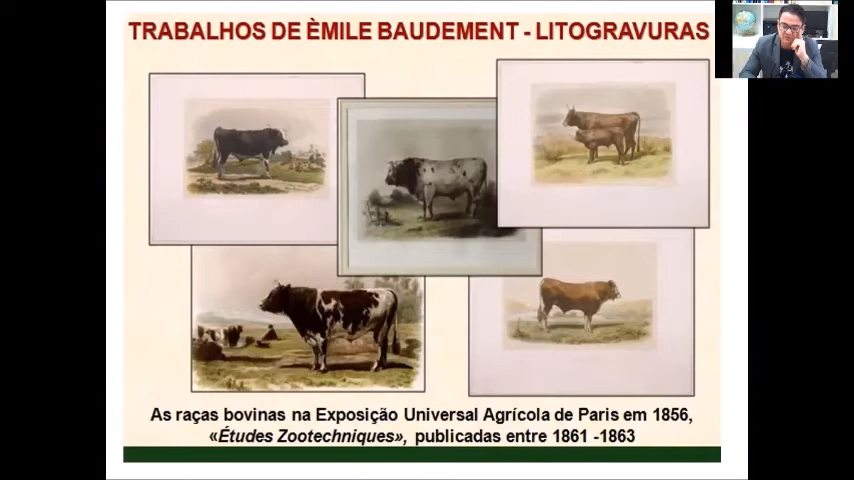 TRABALHOS DE ÈMILE BAUDEMENT - LITOGRAVURAS
As raças bovinas na Exposição Universal Agrícola de Paris em 1856,
«Études Zootechniques», publicadas entre 1861 -1863